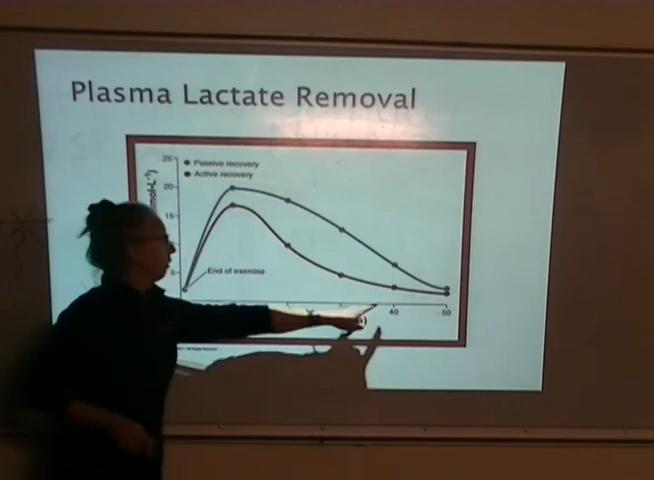 Plasma Lactate Removal
25
Passive recovery
20
Active recovery
15
5
End of exercise
40
50